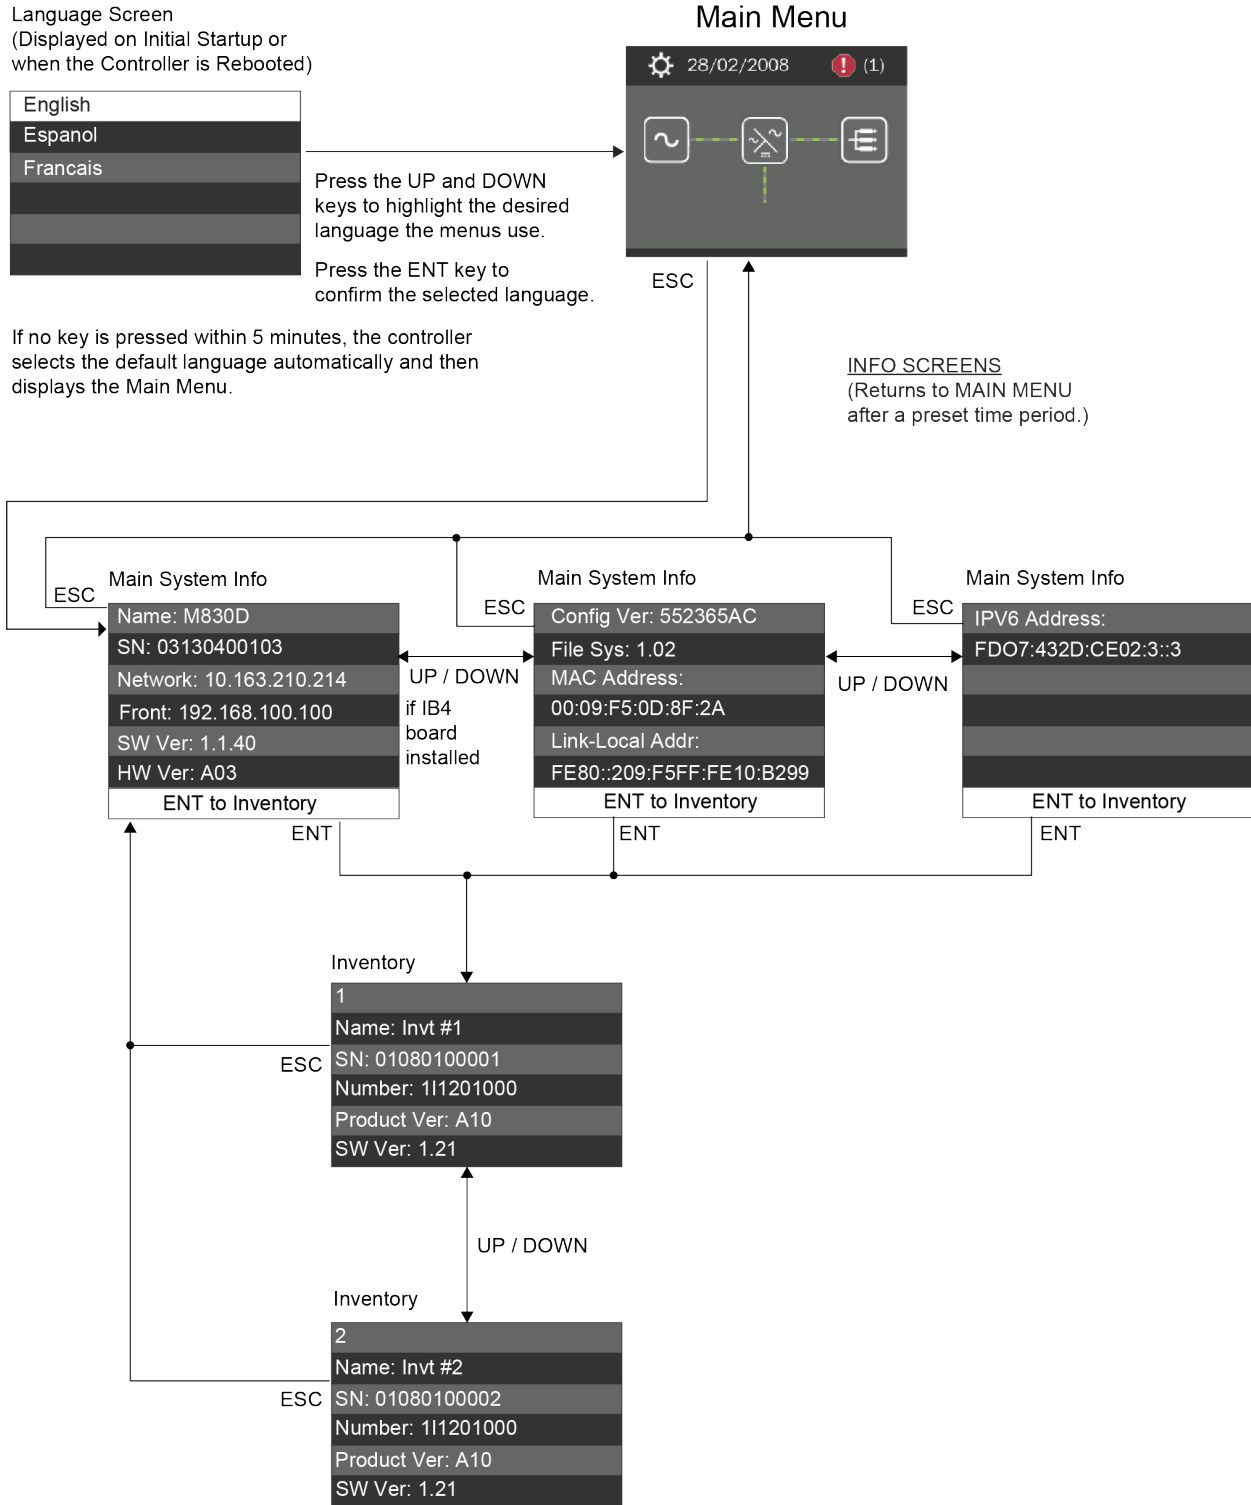 Language Screen
(Displayed on Initial Startup or
when the Controller is Rebooted)
English
Espanol
Francais
Press the UP and DOWN
keys to highlight the desired
language the menus use.
Press the ENT key to
confirm the selected language.
If no key is pressed within 5 minutes, the controller
selects the default language automatically and then
displays the Main Menu.
Main Menu
28/02/2008 (1)
ESC
INFO SCREENS
(Returns to MAIN MENU
after a preset time period.)
ESC
Main System Info
Name: M830D
SN: 03130400103
Network: 10.163.210.214
Front: 192.168.100.100
SW Ver: 1.1.40
HW Ver: A03
ENT to Inventory
ENT
UP / DOWN
if IB4
board
installed
ESC
Main System Info
Config Ver: 552365AC
File Sys: 1.02
MAC Address:
00:09:F5:0D:8F:2A
Link-Local Addr:
FE80::209:F5FF:FE10:B299
ENT to Inventory
ENT
UP / DOWN
ESC
Main System Info
IPV6 Address:
FDO7:432D:CE02:3::3
ENT to Inventory
ENT
Inventory
1
Name: Invt #1
SN: 01080100001
Number: 1I1201000
Product Ver: A10
SW Ver: 1.21
ESC
UP / DOWN
Inventory
2
Name: Invt #2
SN: 01080100002
Number: 1I1201000
Product Ver: A10
SW Ver: 1.21
ESC